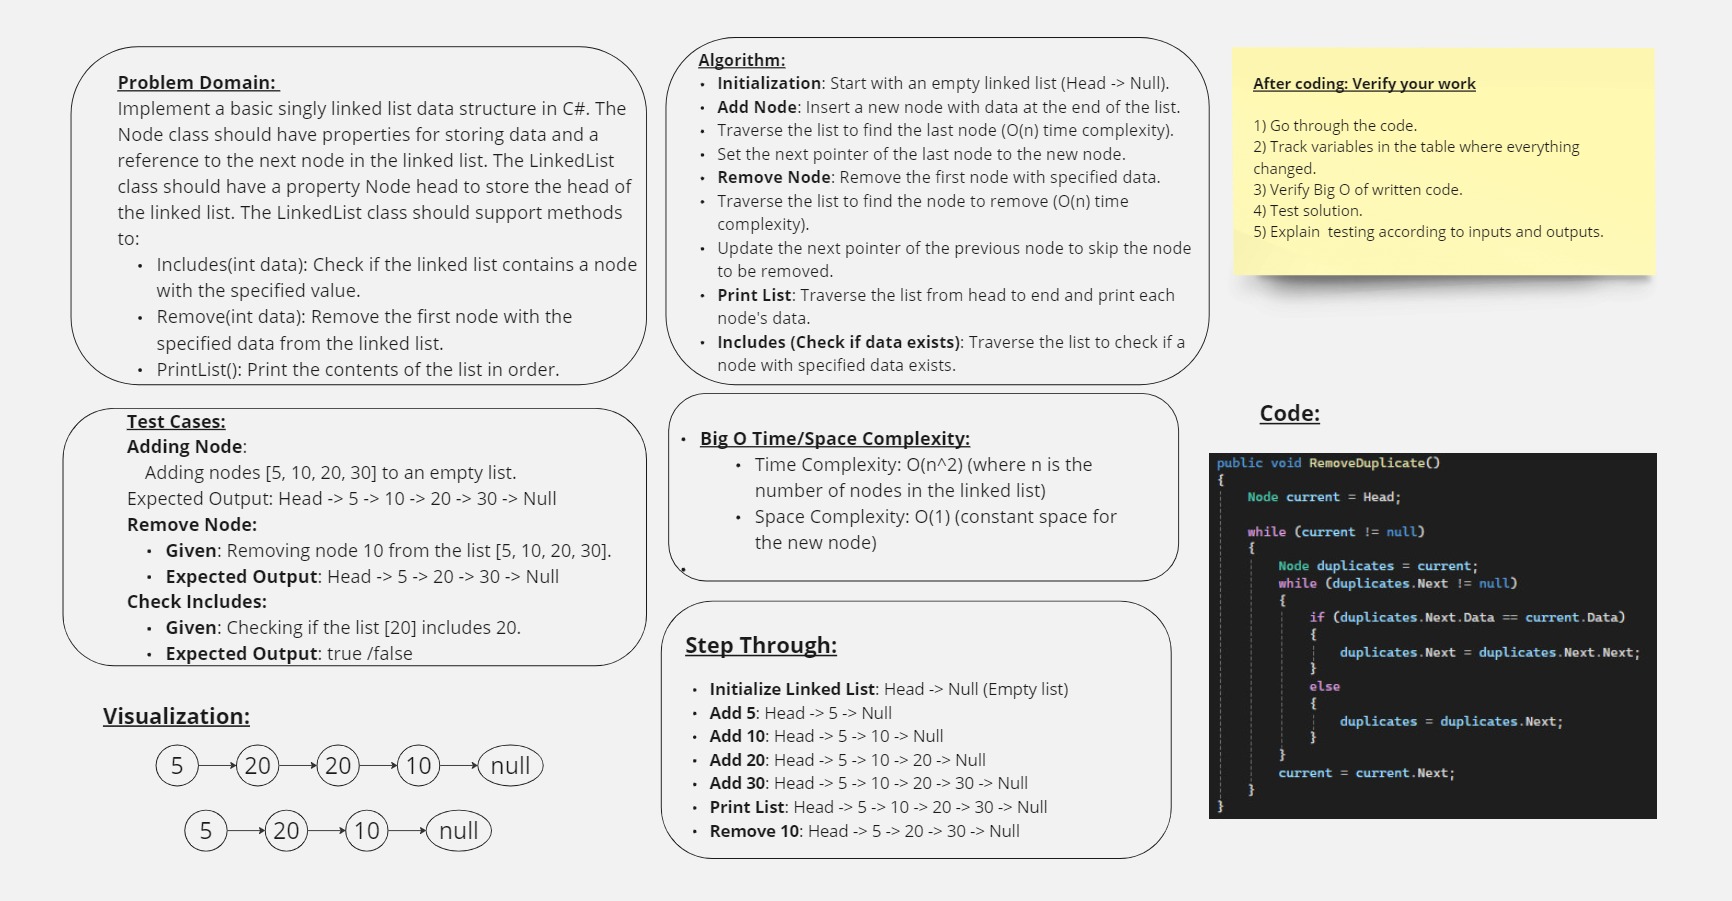 Problem Domain:
Implement a basic singly linked list data structure in C#. The
Node class should have properties for storing data and a
reference to the next node in the linked list. The LinkedList
class should have a property Node head to store the head of
the linked list. The LinkedList class should support methods
to:
• Includes(int data): Check if the linked list contains a node
with the specified value.
• Remove(int data): Remove the first node with the
specified data from the linked list.
• PrintList(): Print the contents of the list in order.
Test Cases:
Adding Node:
Adding nodes [5, 10, 20, 30] to an empty list.
Expected Output: Head -> 5 -> 10 -> 20 -> 30 -> Null
Remove Node:
• Given: Removing node 10 from the list [5, 10, 20, 30].
• Expected Output: Head -> 5 -> 20 -> 30 -> Null
Check Includes:
• Given: Checking if the list [20] includes 20.
• Expected Output: true /false
Visualization:
5 20 20 10 null
5 20 10 null
Algorithm:
• Initialization: Start with an empty linked list (Head -> Null).
• Add Node: Insert a new node with data at the end of the list.
• Traverse the list to find the last node (O(n) time complexity).
• Set the next pointer of the last node to the new node.
• Remove Node: Remove the first node with specified data.
• Traverse the list to find the node to remove (O(n) time
complexity).
• Update the next pointer of the previous node to skip the node
to be removed.
• Print List: Traverse the list from head to end and print each
node's data.
• Includes (Check if data exists): Traverse the list to check if a
node with specified data exists.
• Big O Time/Space Complexity:
• Time Complexity: O(n^2) (where n is the
number of nodes in the linked list)
• Space Complexity: O(1) (constant space for
the new node)
•
Step Through:
• Initialize Linked List: Head -> Null (Empty list)
• Add 5: Head -> 5 -> Null
• Add 10: Head -> 5 -> 10 -> Null
• Add 20: Head -> 5 -> 10 -> 20 -> Null
• Add 30: Head -> 5 -> 10 -> 20 -> 30 -> Null
• Print List: Head -> 5 -> 10 -> 20 -> 30 -> Null
• Remove 10: Head -> 5 -> 20 -> 30 -> Null
After coding: Verify your work
1) Go through the code.
2) Track variables in the table where everything
changed.
3) Verify Big O of written code.
4) Test solution.
5) Explain  testing according to inputs and outputs.
Code:
public void RemoveDuplicate()
{
Node current = Head;
while (current != null)
{
Node duplicates = current;
while (duplicates.Next != null)
{
if (duplicates.Next.Data == current.Data)
{
duplicates.Next = duplicates.Next.Next;
}
else
{
duplicates = duplicates.Next;
}
}
current = current.Next;
}
}